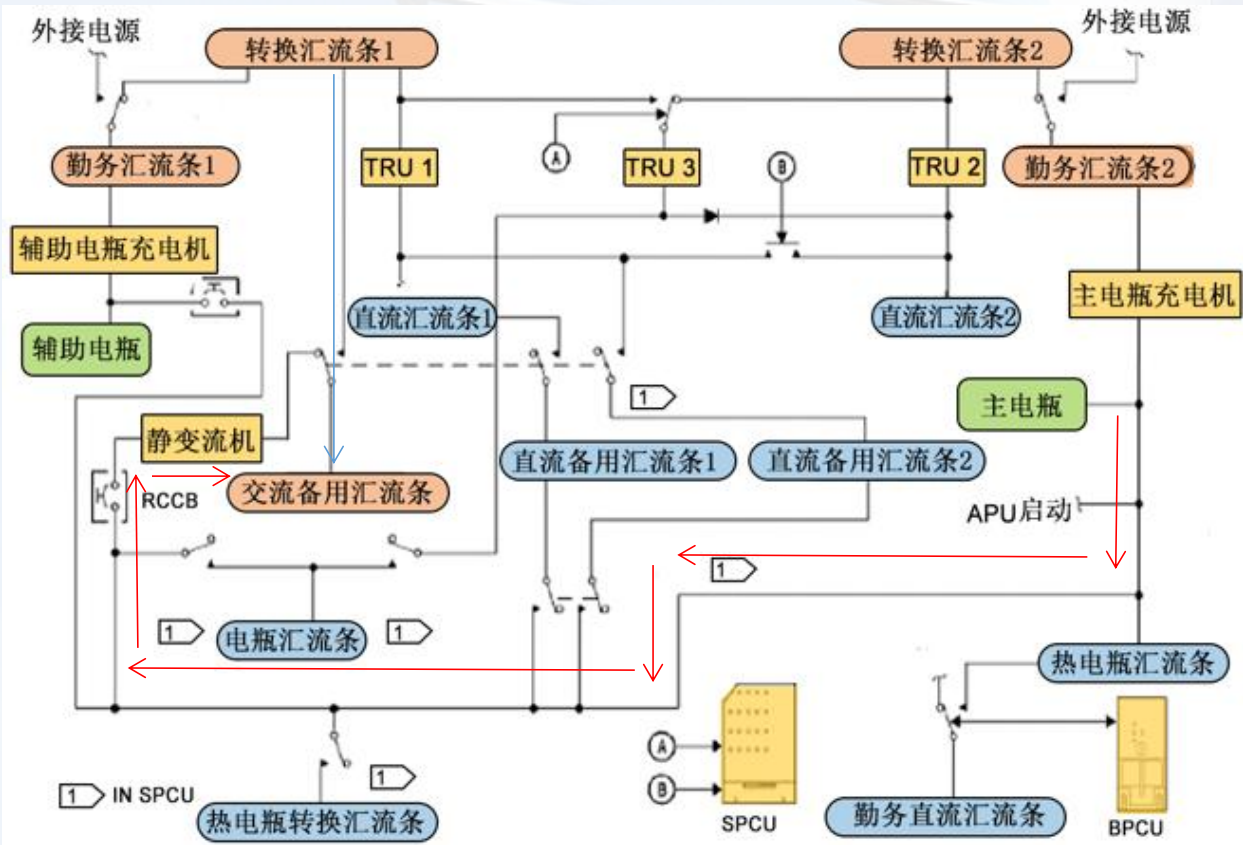 外接电源
转换汇流条1
转换汇流条2
外接电源
勤务汇流条1
TRU 1
A
TRU 3
B
TRU 2
勤务汇流条2
辅助电瓶充电机
主电瓶充电机
直流汇流条1
直流汇流条2
辅助电瓶
1
主电瓶
静变流机
直流备用汇流条1
直流备用汇流条2
RCCB
交流备用汇流条
APU启动
1
1
电瓶汇流条
1
热电瓶汇流条
A
B
1
1 IN SPCU
热电瓶转换汇流条
SPCU
勤务直流汇流条
BPCU